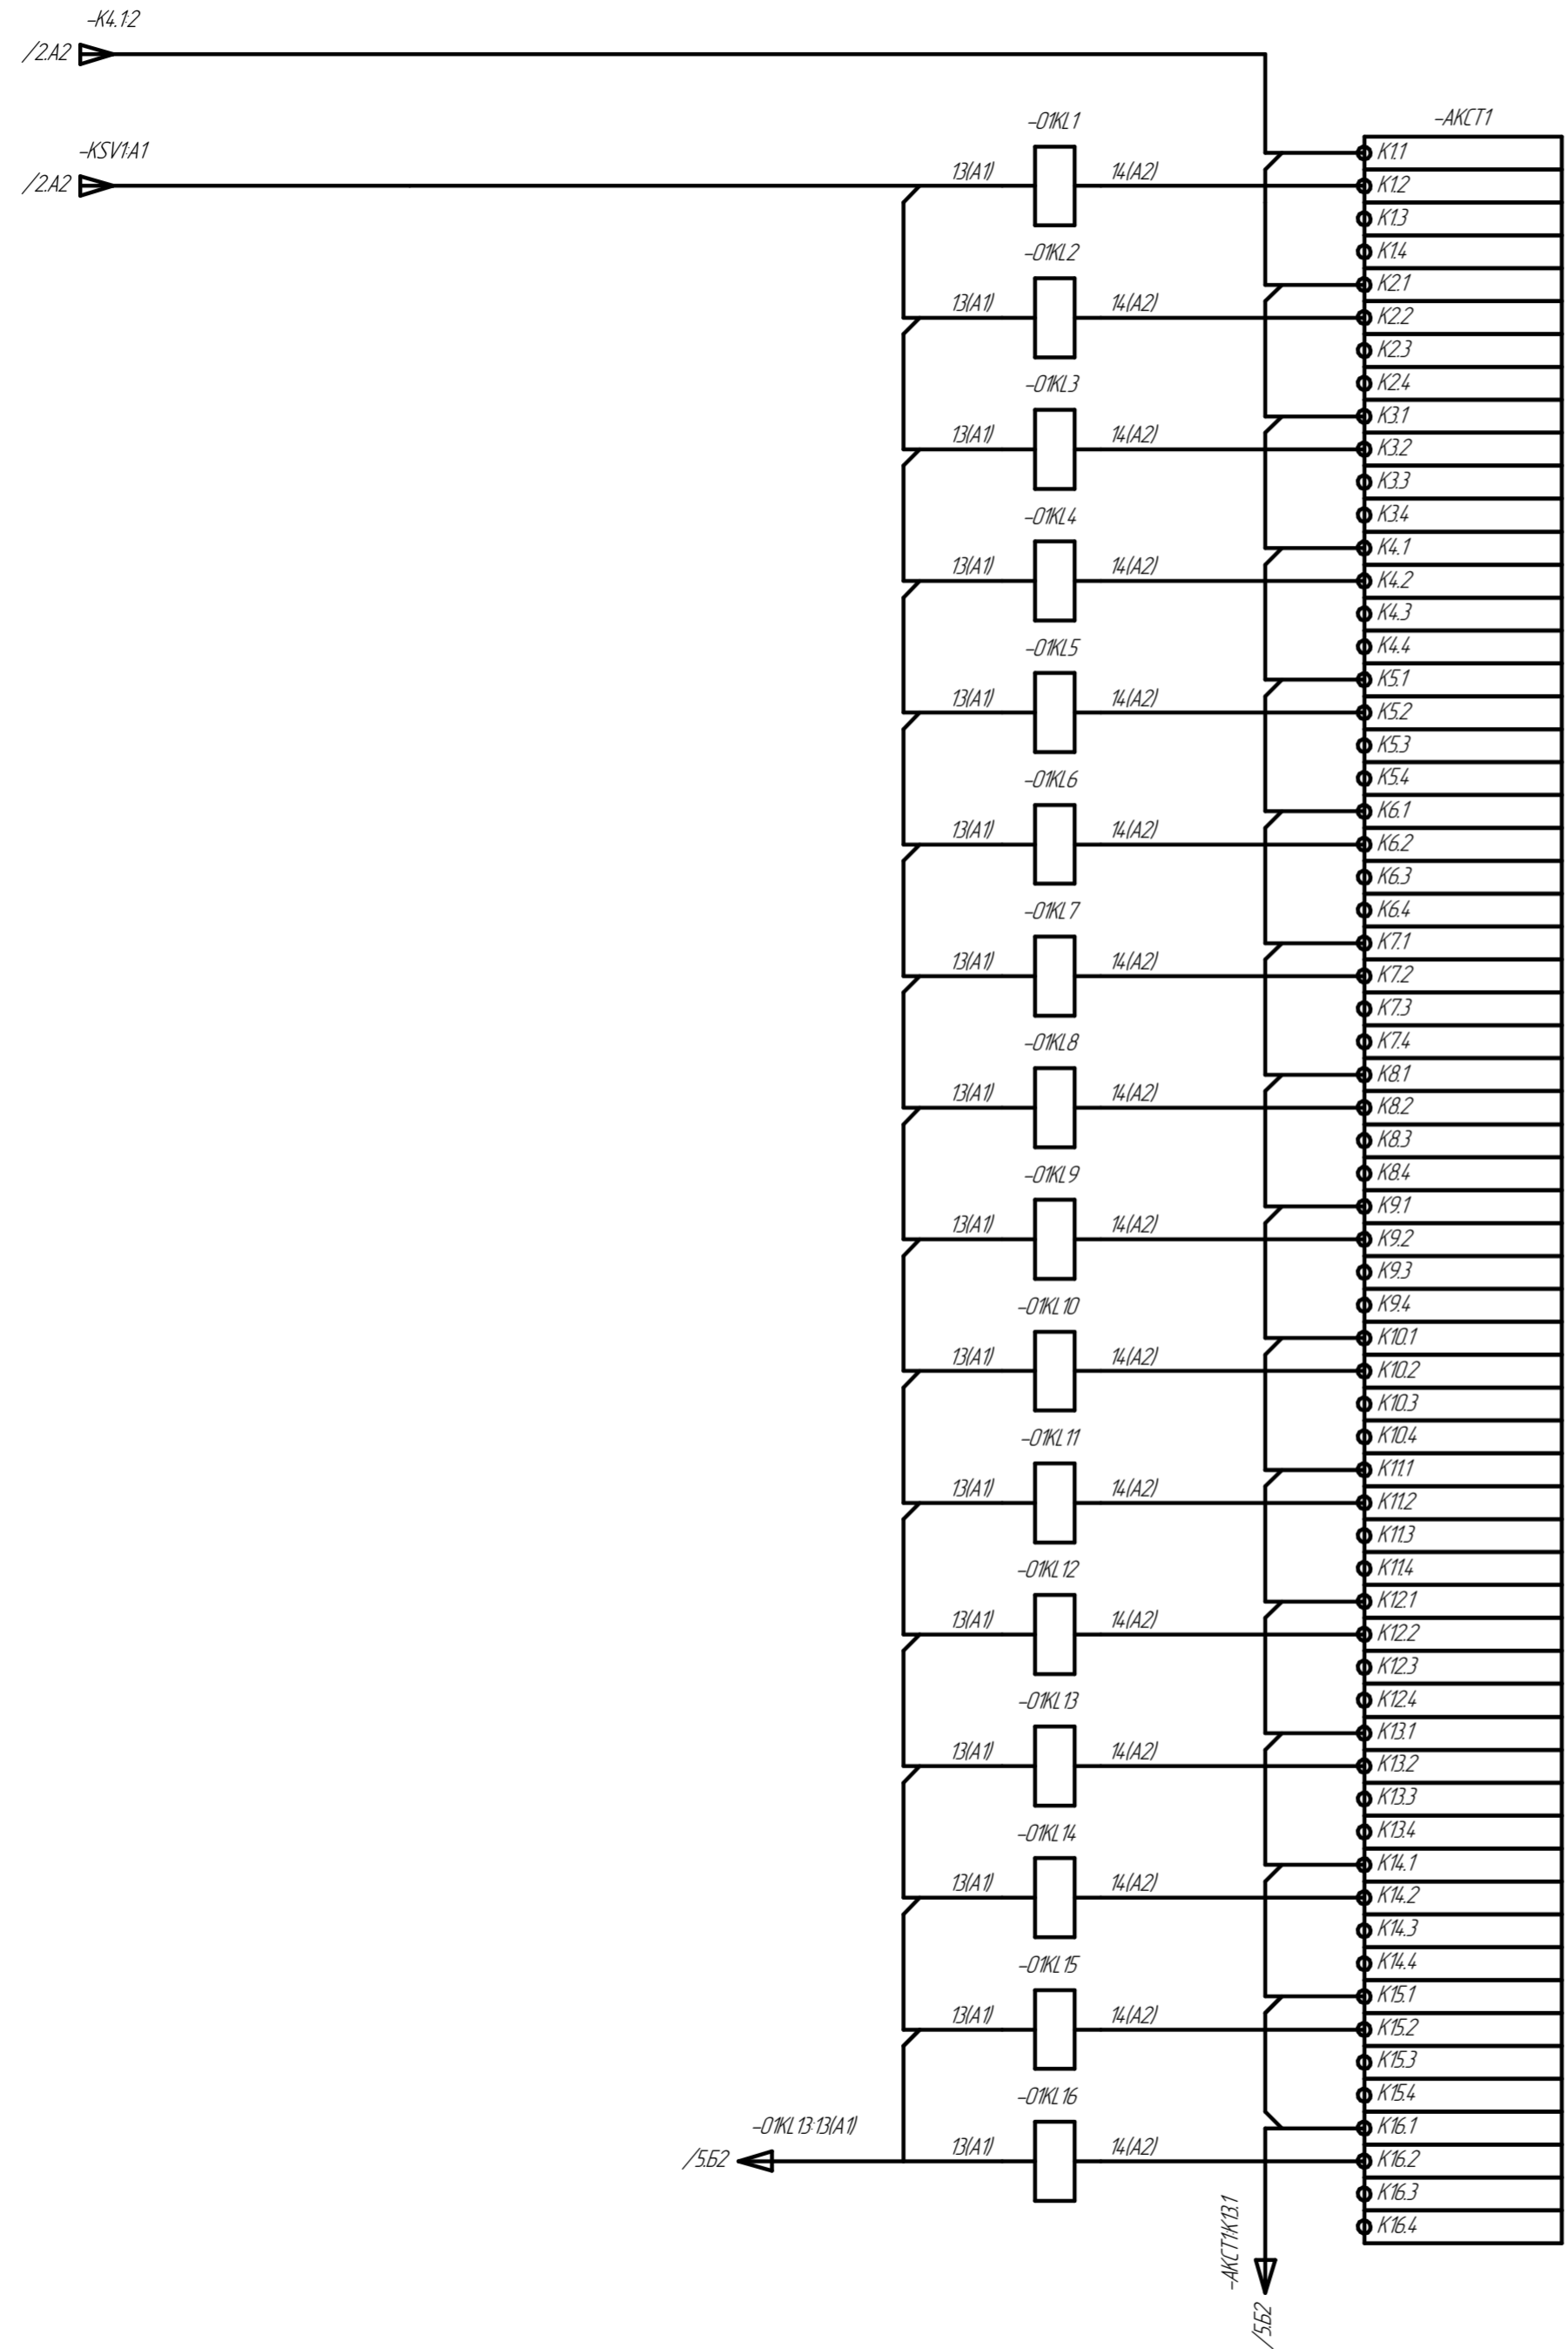 -K4.1:2
/2.A2
-KSV1:A1
/2.A2
-01KL1
13(A1)
14(A2)
-01KL2
13(A1)
14(A2)
-01KL3
13(A1)
14(A2)
-01KL4
13(A1)
14(A2)
-01KL5
13(A1)
14(A2)
-01KL6
13(A1)
14(A2)
-01KL7
13(A1)
14(A2)
-01KL8
13(A1)
14(A2)
-01KL9
13(A1)
14(A2)
-01KL10
13(A1)
14(A2)
-01KL11
13(A1)
14(A2)
-01KL12
13(A1)
14(A2)
-01KL13
13(A1)
14(A2)
-01KL14
13(A1)
14(A2)
-01KL15
13(A1)
14(A2)
-01KL16
13(A1)
14(A2)
-01KL13:13(A1)
/5.Б2
-АКСТ1:К13.1
/5.Б2
-АКСТ1
K1.1
K1.2
K1.3
K1.4
K2.1
K2.2
K2.3
K2.4
K3.1
K3.2
K3.3
K3.4
K4.1
K4.2
K4.3
K4.4
K5.1
K5.2
K5.3
K5.4
K6.1
K6.2
K6.3
K6.4
K7.1
K7.2
K7.3
K7.4
K8.1
K8.2
K8.3
K8.4
K9.1
K9.2
K9.3
K9.4
K10.1
K10.2
K10.3
K10.4
K11.1
K11.2
K11.3
K11.4
K12.1
K12.2
K12.3
K12.4
K13.1
K13.2
K13.3
K13.4
K14.1
K14.2
K14.3
K14.4
K15.1
K15.2
K15.3
K15.4
K16.1
K16.2
K16.3
K16.4